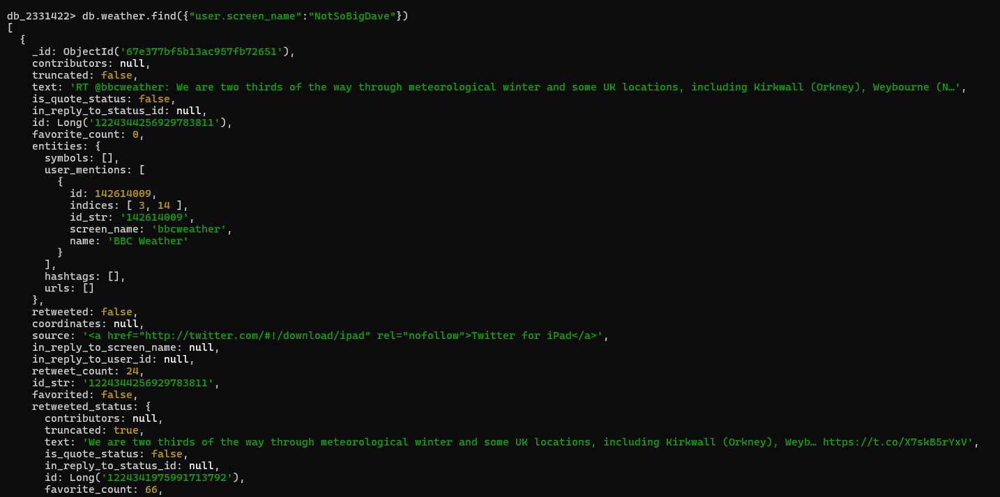 db_2331422> db.weather.find({"user.screen_name":"NotSoBigDave"})
[
  {
    _id: ObjectId('67e377bf5b13ac957fb72651'),
    contributors: null,
    truncated: false,
    text: 'RT @bbcweather: We are two thirds of the way through meteorological winter and some UK locations, including Kirkwall (Orkney), Weybourne (N…',
    is_quote_status: false,
    in_reply_to_status_id: null,
    id: Long('1224344256929783811'),
    favorite_count: 0,
    entities: {
      symbols: [],
      user_mentions: [
        {
          id: 142614009,
          indices: [ 3, 14 ],
          id_str: '142614009',
          screen_name: 'bbcweather',
          name: 'BBC Weather'
        }
      ],
      hashtags: [],
      urls: []
    },
    retweeted: false,
    coordinates: null,
    source: '<a href="http://twitter.com/#!/download/ipad" rel="nofollow">Twitter for iPad</a>',
    in_reply_to_screen_name: null,
    in_reply_to_user_id: null,
    retweet_count: 24,
    id_str: '1224344256929783811',
    favorited: false,
    retweeted_status: {
      contributors: null,
      truncated: true,
      text: 'We are two thirds of the way through meteorological winter and some UK locations, including Kirkwall (Orkney), Weyb… https://t.co/X7skB5rYxV',
      is_quote_status: false,
      in_reply_to_status_id: null,
      id: Long('1224341975991713792'),
      favorite_count: 66,